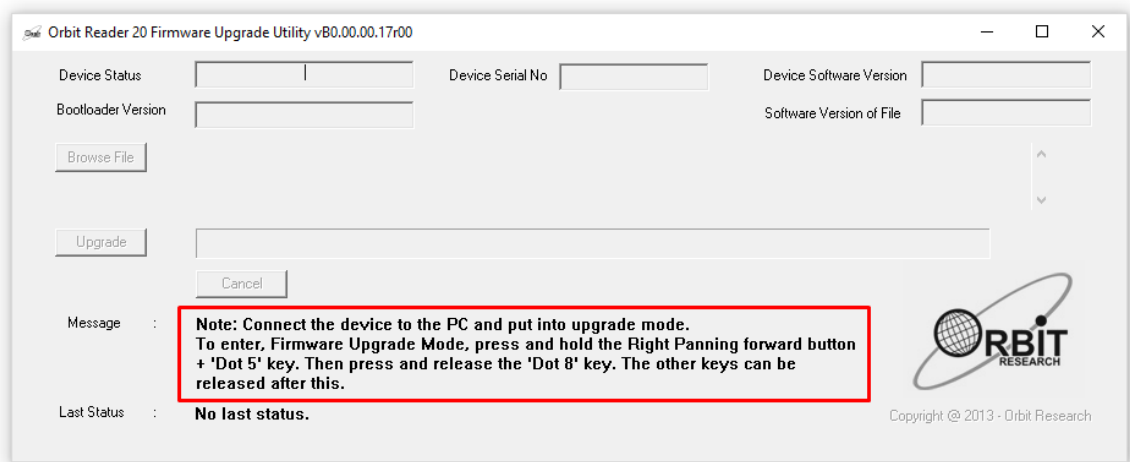 Orbit Reader 20 Firmware Upgrade Utility vB0.00.00.17r00
Device Status
Device Serial No
Device Software Version
Bootloader Version
Software Version of File
Browse File
Upgrade
Cancel
Message :
Note: Connect the device to the PC and put into upgrade mode.
To enter, Firmware Upgrade Mode, press and hold the Right Panning forward button
+ 'Dot 5' key. Then press and release the 'Dot 8' key. The other keys can be
released after this.
ORBIT
RESEARCH
Last Status : No last status.
Copyright @ 2013 - Orbit Research